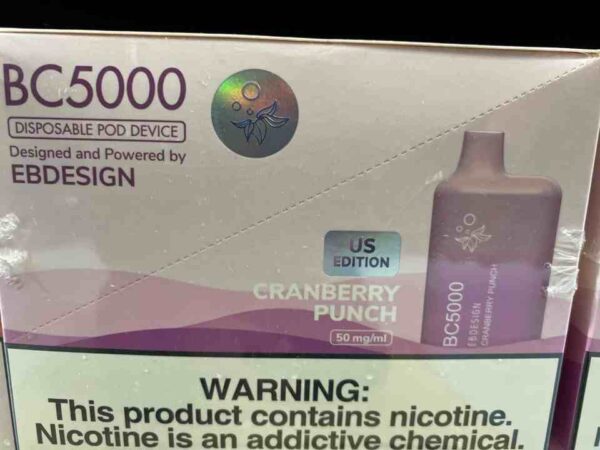 BC5000
DISPOSABLE POD DEVICE
Designed and Powered by
EBDESIGN
US
EDITION
CRANBERRY
PUNCH
50 mg/ml
BC5000
EBDESIGN
CRANBERRY PUNCH
WARNING:
This product contains nicotine.
Nicotine is an addictive chemical.